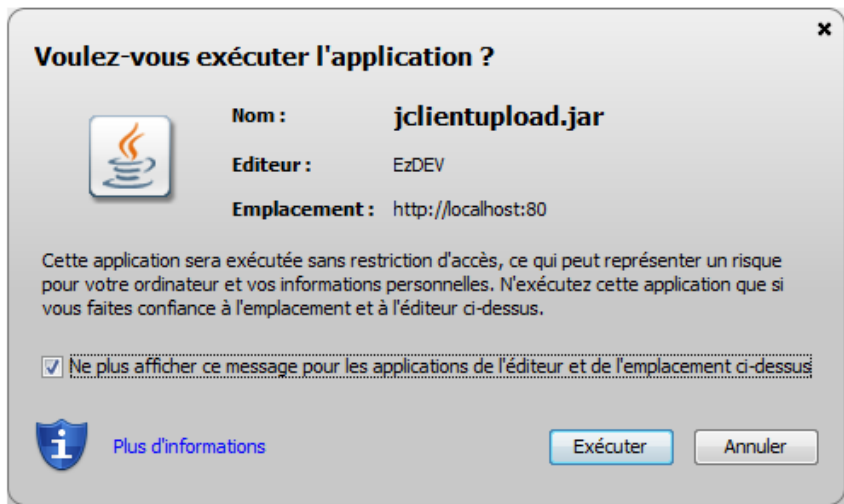 Voulez-vous exécuter l'application ?
Nom : jclientupload.jar
Editeur : EzDEV
Emplacement : http://localhost:80
Cette application sera exécutée sans restriction d'accès, ce qui peut représenter un risque
pour votre ordinateur et vos informations personnelles. N'exécutez cette application que si
vous faites confiance à l'emplacement et à l'éditeur ci-dessus.
Ne plus afficher ce message pour les applications de l'éditeur et de l'emplacement ci-dessus
Plus d'informations Exécuter Annuler